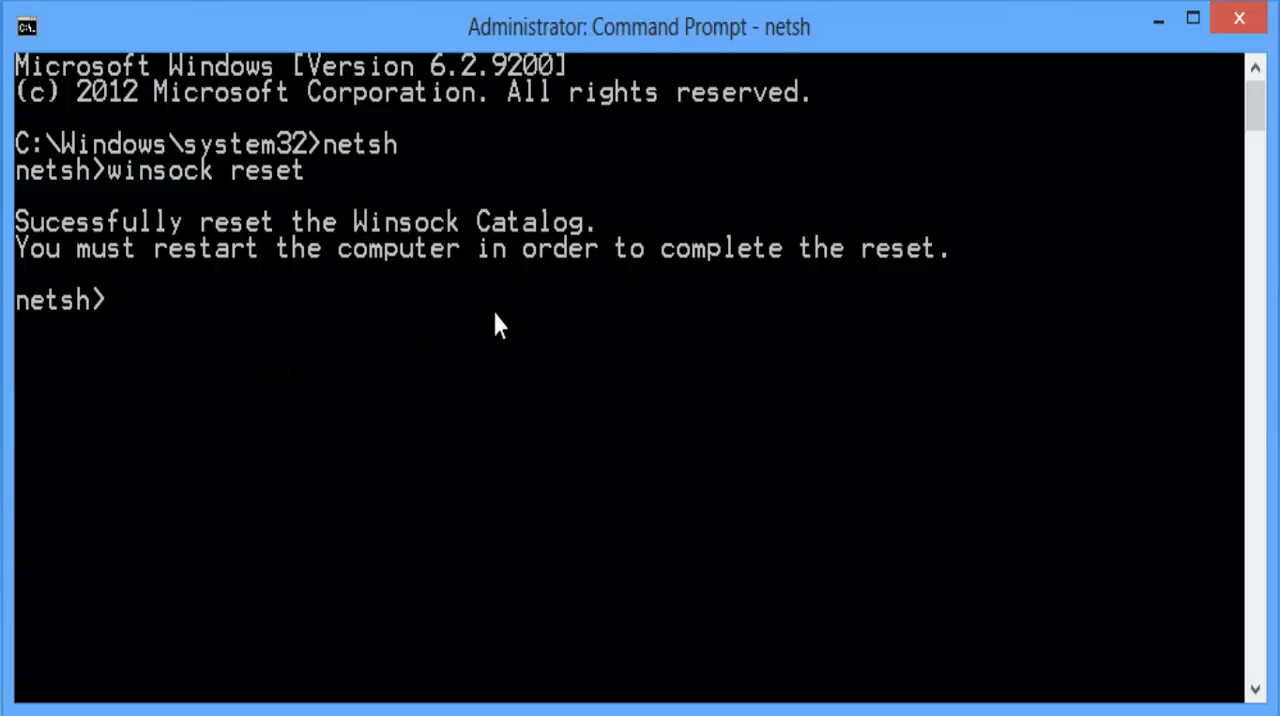 Administrator: Command Prompt - netsh
Microsoft Windows [Version 6.2.9200]
(c) 2012 Microsoft Corporation. All rights reserved.
C:\Windows\system32>netsh
netsh>winsock reset
Sucessfully reset the Winsock Catalog.
You must restart the computer in order to complete the reset.
netsh>